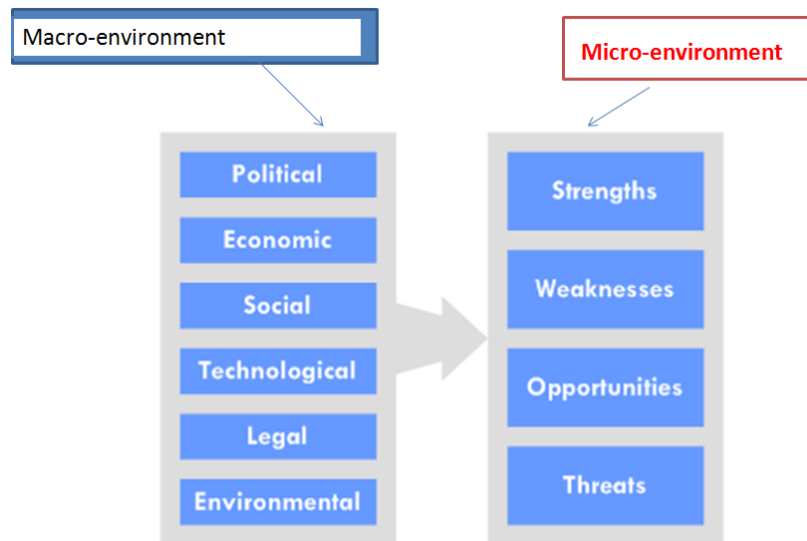 Macro-environment
Micro-environment
Political
Economic
Social
Technological
Legal
Environmental
Strengths
Weaknesses
Opportunities
Threats